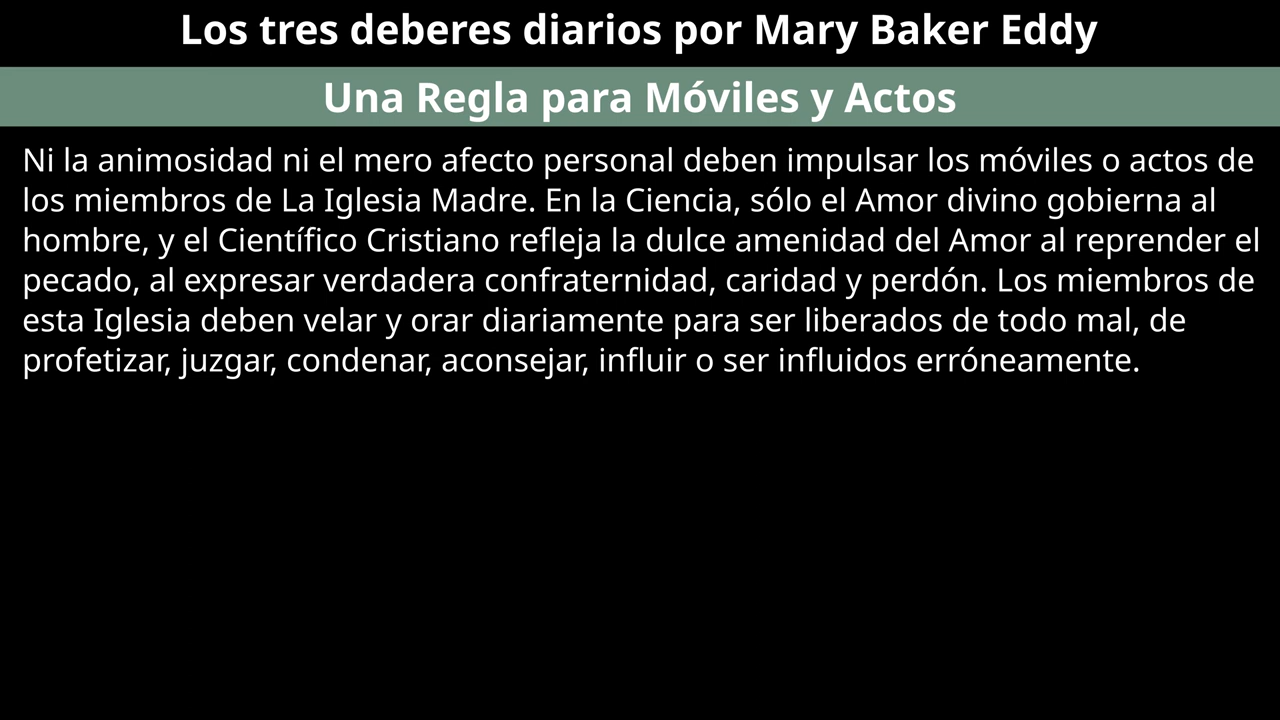 Los tres deberes diarios por Mary Baker Eddy
Una Regla para Móviles y Actos
Ni la animosidad ni el mero afecto personal deben impulsar los móviles o actos de
los miembros de La Iglesia Madre. En la Ciencia, sólo el Amor divino gobierna al
hombre, y el Científico Cristiano refleja la dulce amenidad del Amor al reprender el
pecado, al expresar verdadera confraternidad, caridad y perdón. Los miembros de
esta Iglesia deben velar y orar diariamente para ser liberados de todo mal, de
profetizar, juzgar, condenar, aconsejar, influir o ser influidos erróneamente.